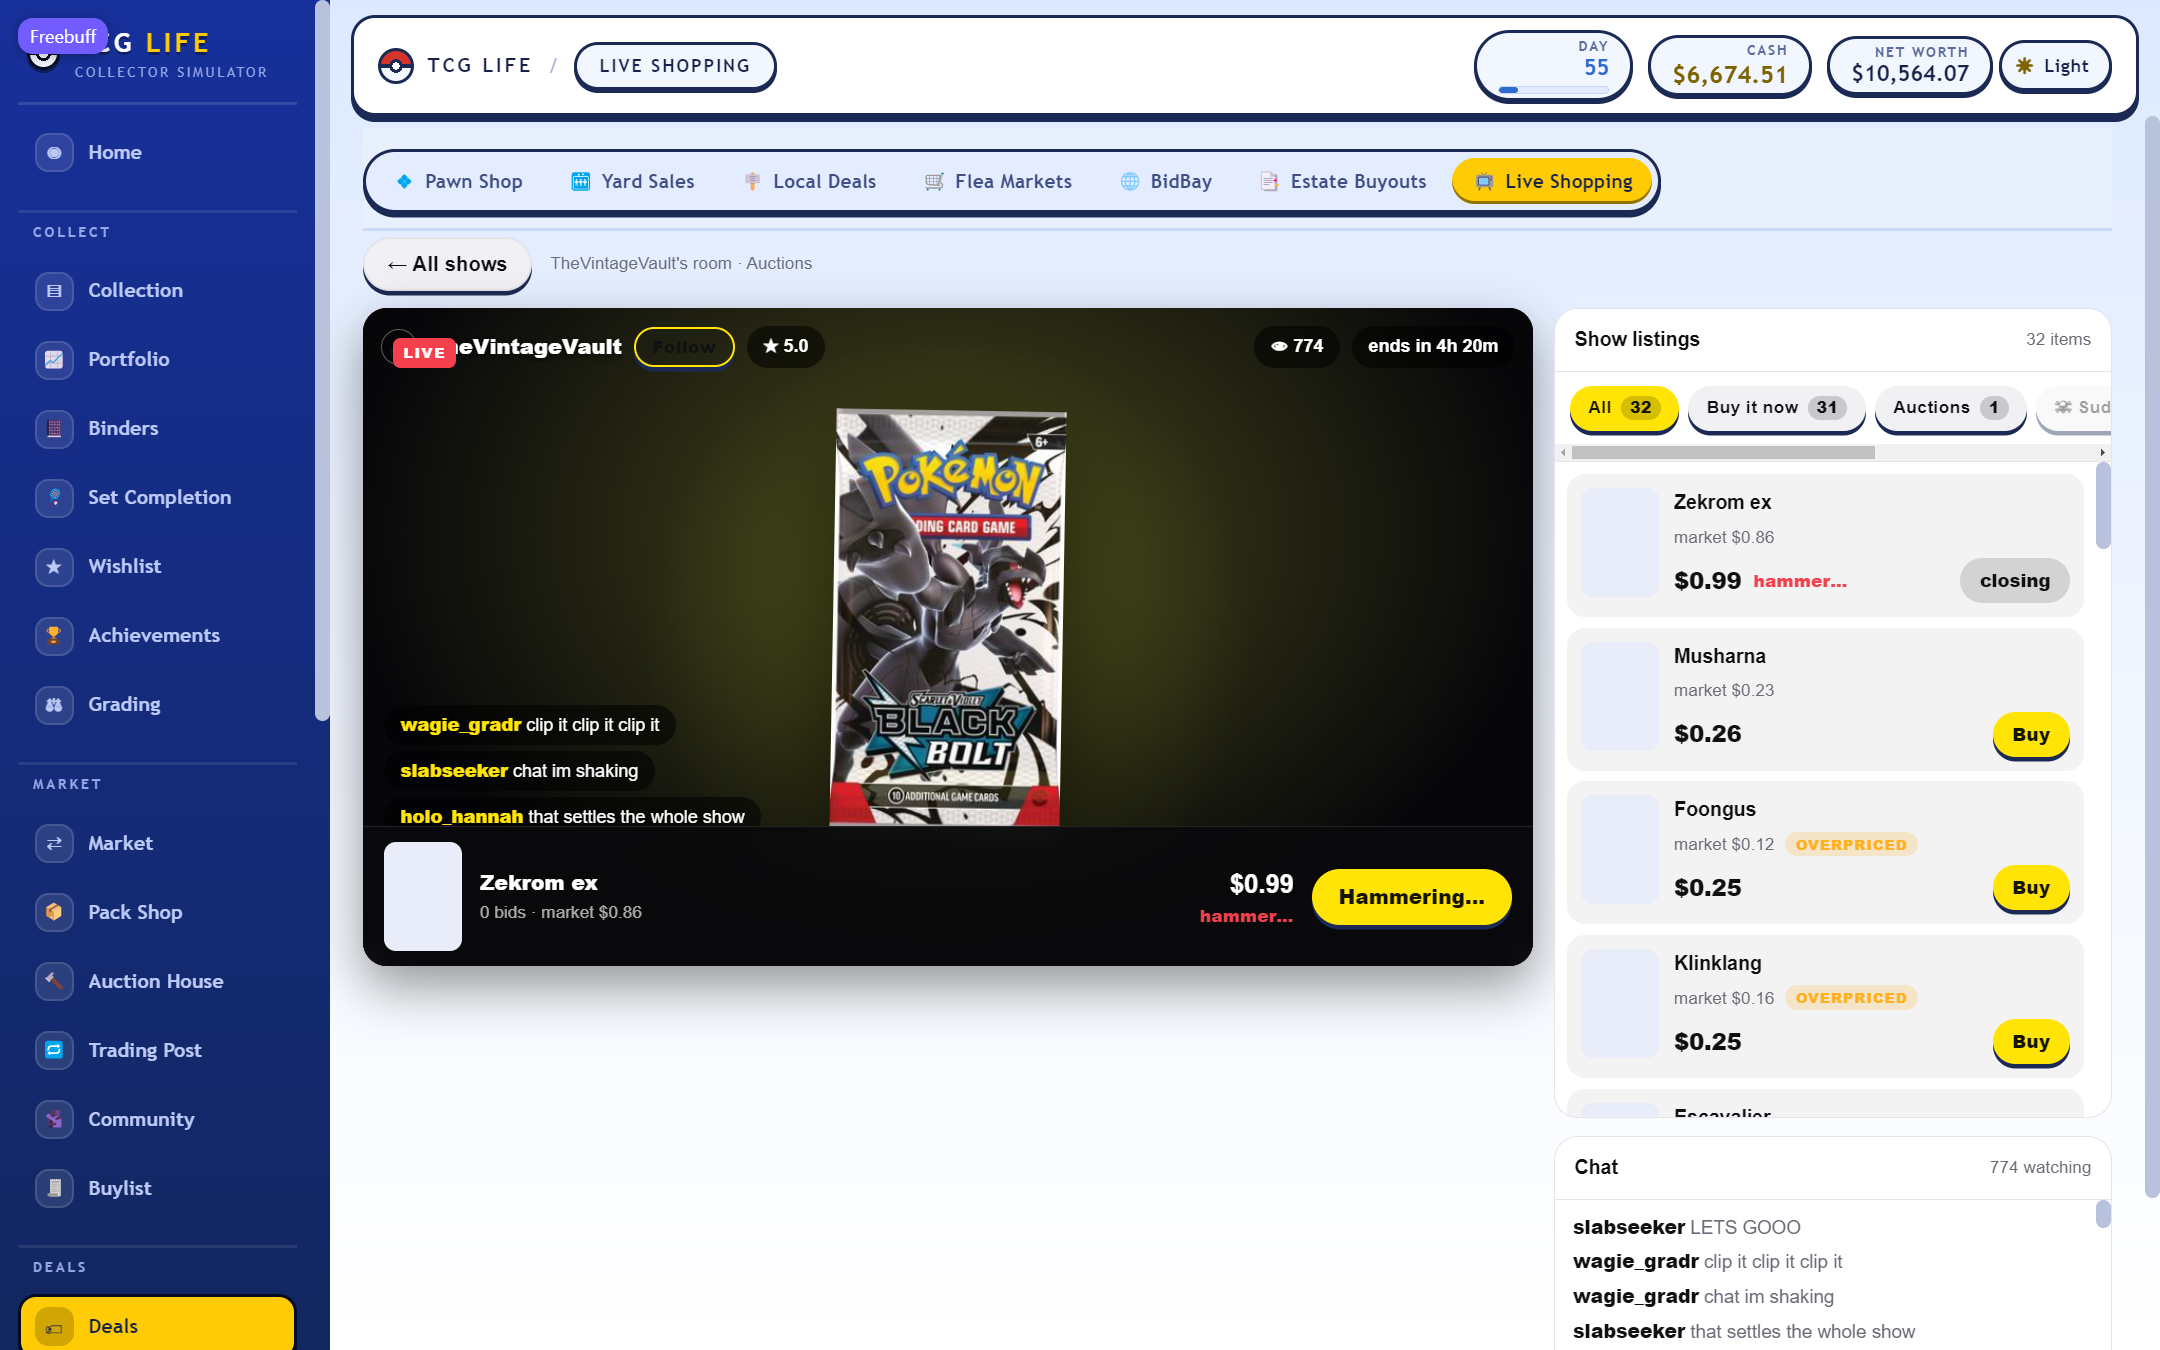 Freebuff
CG LIFE
COLLECTOR SIMULATOR
Home
COLLECT
Collection
Portfolio
Binders
Set Completion
Wishlist
Achievements
Grading
MARKET
Market
Pack Shop
Auction House
Trading Post
Community
Buylist
DEALS
Deals
TCG LIFE / LIVE SHOPPING
DAY
55
CASH
$6,674.51
NET WORTH
$10,564.07
Light
Pawn Shop
Yard Sales
Local Deals
Flea Markets
BidBay
Estate Buyouts
Live Shopping
← All shows
TheVintageVault's room · Auctions
LIVE
eVintageVault
Follow
★ 5.0
774
ends in 4h 20m
6+
POKéMON
DING CARD GAME
SCARLET & VIOLET
BLACK
BOLT
10 ADDITIONAL GAME CARDS
wagie_gradr clip it clip it clip it
slabseeker chat im shaking
holo_hannah that settles the whole show
Zekrom ex
0 bids · market $0.86
$0.99
hammer...
Hammering...
Show listings
32 items
All 32
Buy it now 31
Auctions 1
Sud
Zekrom ex
market $0.86
$0.99 hammer...
closing
Musharna
market $0.23
$0.26
Buy
Foongus
market $0.12 OVERPRICED
$0.25
Buy
Klinklang
market $0.16 OVERPRICED
$0.25
Buy
Escavalier
Chat
774 watching
slabseeker LETS GOOO
wagie_gradr clip it clip it clip it
wagie_gradr chat im shaking
slabseeker that settles the whole show